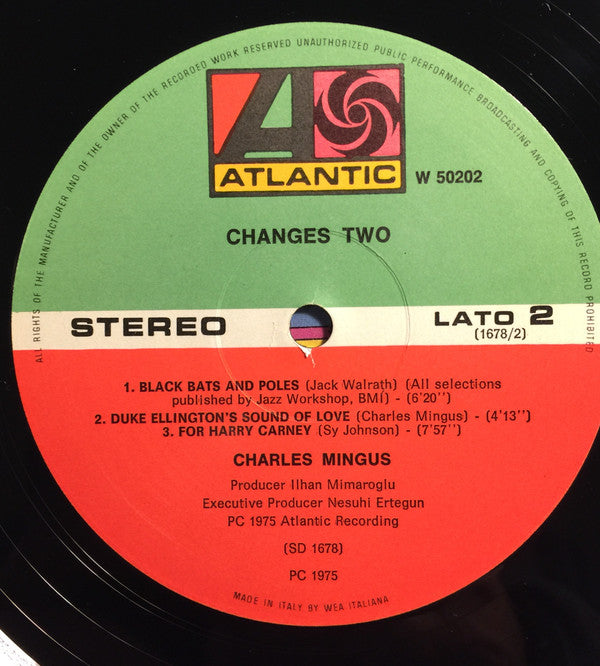 ALL RIGHTS OF THE MANUFACTURER AND OF THE OWNER OF THE RECORDED WORK RESERVED UNAUTHORIZED PUBLIC PERFORMANCE BROADCASTING AND COPYING OF THIS RECORD PROHIBITED
A
ATLANTIC
W 50202
CHANGES TWO
STEREO
LATO 2
(1678/2)
1. BLACK BATS AND POLES (Jack Walrath) (All selections
published by Jazz Workshop, BMI) - (6'20'')
2. DUKE ELLINGTON'S SOUND OF LOVE (Charles Mingus) - (4'13'')
3. FOR HARRY CARNEY (Sy Johnson) - (7'57'')
CHARLES MINGUS
Producer Ilhan Mimaroglu
Executive Producer Nesuhi Ertegun
PC 1975 Atlantic Recording
(SD 1678)
PC 1975
MADE IN ITALY BY WEA ITALIANA